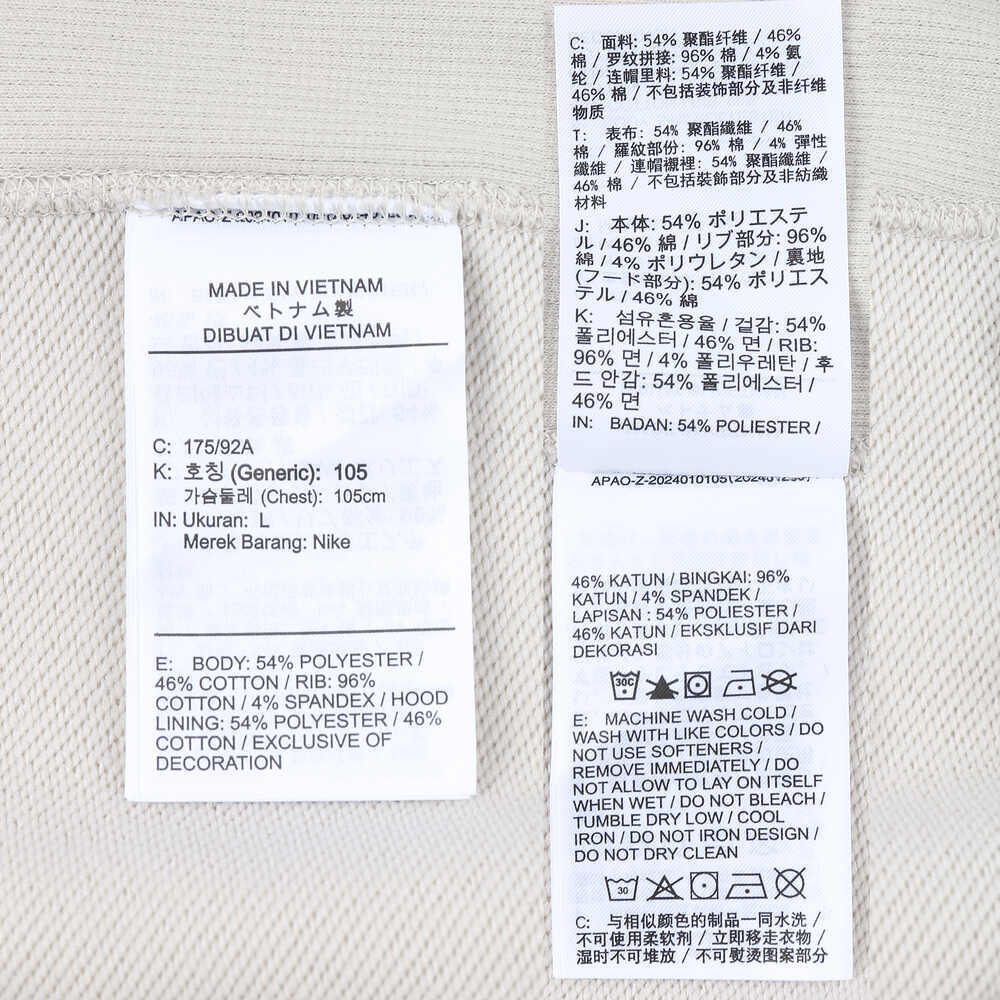 MADE IN VIETNAM
ベトナム製
DIBUAT DI VIETNAM
C: 175/92A
K: 호칭 (Generic): 105
가슴둘레 (Chest): 105cm
IN: Ukuran: L
Merek Barang: Nike
E: BODY: 54% POLYESTER /
46% COTTON / RIB: 96%
COTTON / 4% SPANDEX / HOOD
LINING: 54% POLYESTER / 46%
COTTON / EXCLUSIVE OF
DECORATION
C: 面料: 54% 聚酯纤维 / 46%
棉 / 罗纹拼接: 96% 棉 / 4% 氨
纶 / 连帽里料: 54% 聚酯纤维 /
46% 棉 / 不包括装饰部分及非纤维
物质
T: 表布: 54% 聚酯纖維 / 46%
棉 / 羅紋部份: 96% 棉 / 4% 彈性
纖維 / 連帽襯裡: 54% 聚酯纖維 /
46% 棉 / 不包括裝飾部分及非紡織
材料
J: 本体: 54% ポリエステ
ル / 46% 綿 / リブ部分: 96%
綿 / 4% ポリウレタン / 裏地
(フード部分): 54% ポリエス
テル / 46% 綿
K: 섬유혼용율 / 겉감: 54%
폴리에스터 / 46% 면 / RIB:
96% 면 / 4% 폴리우레탄 / 후
드 안감: 54% 폴리에스터 /
46% 면
IN: BADAN: 54% POLIESTER /
46% KATUN / BINGKAI: 96%
KATUN / 4% SPANDEK /
LAPISAN : 54% POLIESTER /
46% KATUN / EKSKLUSIF DARI
DEKORASI
30C
E: MACHINE WASH COLD /
WASH WITH LIKE COLORS / DO
NOT USE SOFTENERS /
REMOVE IMMEDIATELY / DO
NOT ALLOW TO LAY ON ITSELF
WHEN WET / DO NOT BLEACH /
TUMBLE DRY LOW / COOL
IRON / DO NOT IRON DESIGN /
DO NOT DRY CLEAN
30
C: 与相似颜色的制品一同水洗 /
不可使用柔软剂 / 立即移走衣物 /
湿时不可堆放 / 不可熨烫图案部分